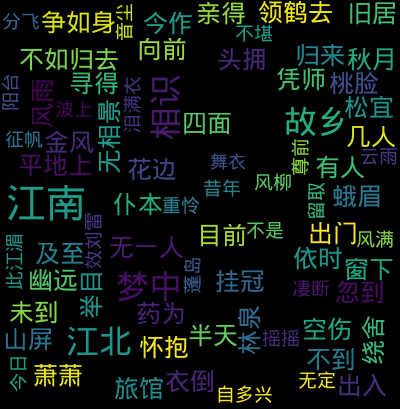 分飞
争如身
音尘
今作
亲得
领鹤去
旧居
不堪
不如归去
向前
头拥
归来
秋月
阳台
风雨
寻得
泪满衣
相识
凭师
桃脸
波上
无相景
四面
故乡
松宜
几人
征帆
金风
云雨
平地上
花边
舞衣
尊前
有人
江南
仆本
重怜
昔年
风柳
留取
蛾眉
此江湄
及至
效刘雷
无一人
目前
不是
出门
风满
依时
窗下
幽远
举目
梦中
蓬岛
挂冠
凄断
忽到
未到
药为
山屏
江北
怀抱
半天
林泉
摇摇
空伤
绕舍
不到
今日
萧萧
旅馆
衣倒
自多兴
无定
出入